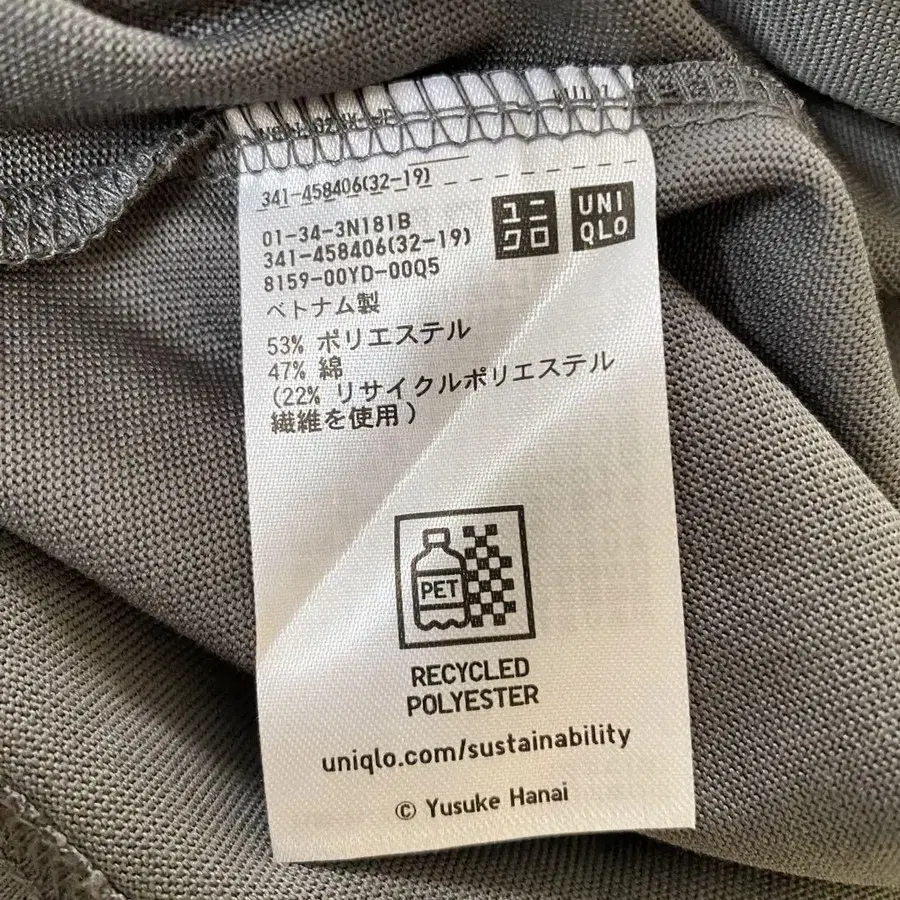 341-458406(32-19)
01-34-3N181B
341-458406(32-19)
8159-00YD-00Q5
ユニ
クロ
UNI
QLO
ベトナム製
53% ポリエステル
47% 綿
(22% リサイクルポリエステル
繊維を使用)
PET
RECYCLED
POLYESTER
uniqlo.com/sustainability
© Yusuke Hanai